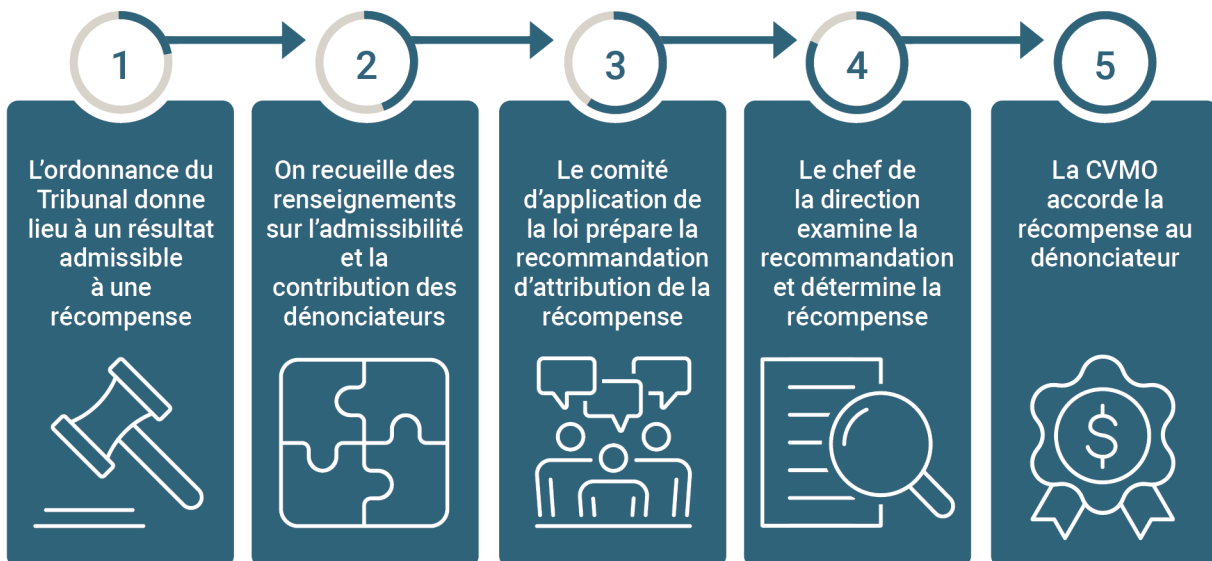 1
L’ordonnance du
Tribunal donne
lieu à un résultat
admissible
à une
récompense
2
On recueille des
renseignements
sur l’admissibilité
et la
contribution des
dénonciateurs
3
Le comité
d’application de
la loi prépare la
recommandation
d’attribution de la
récompense
4
Le chef de
la direction
examine la
recommandation
et détermine la
récompense
5
La CVMO
accorde la
récompense au
dénonciateur
$